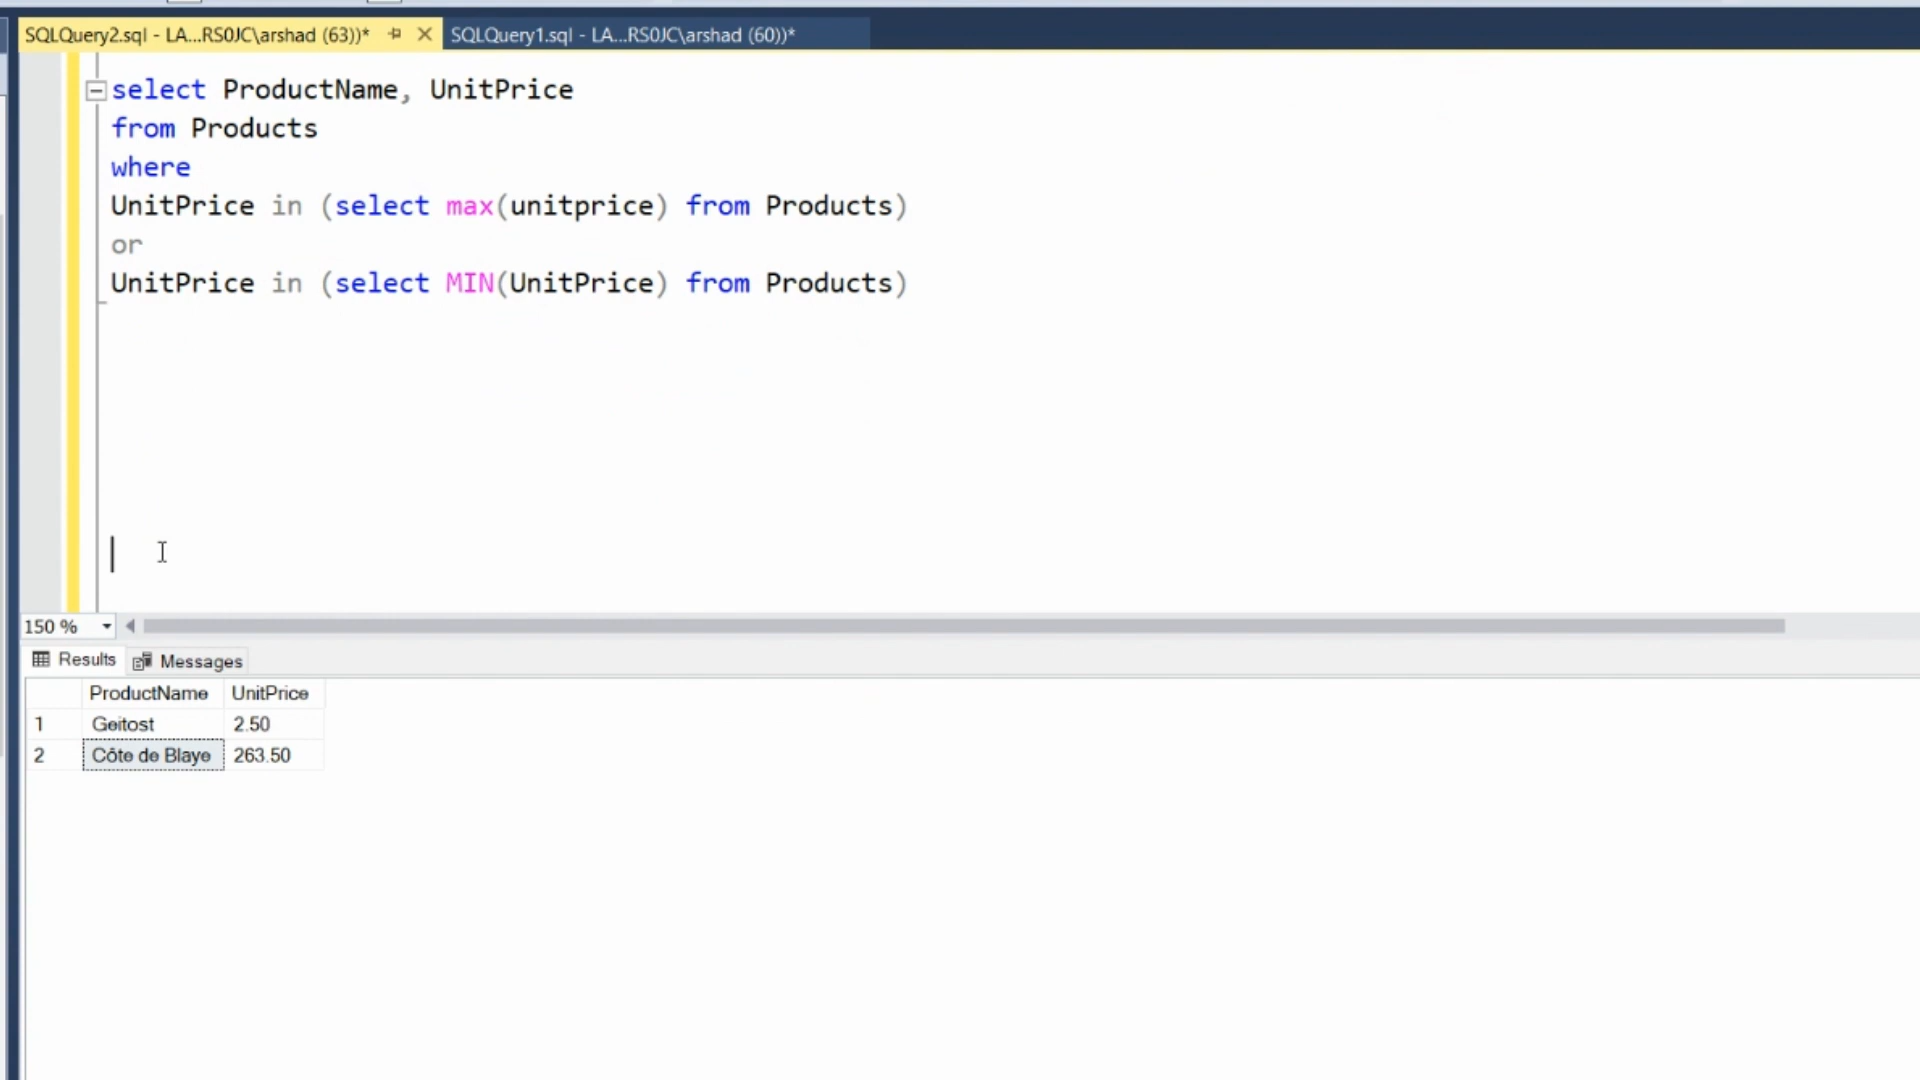 SQLQuery2.sql - LA...RS0JC\arshad (63))*
SQLQuery1.sql - LA...RS0JC\arshad (60))*
select ProductName, UnitPrice
from Products
where
UnitPrice in (select max(unitprice) from Products)
or
UnitPrice in (select MIN(UnitPrice) from Products)
150 %
Results Messages
ProductName UnitPrice
1 Geitost 2.50
2 Côte de Blaye 263.50